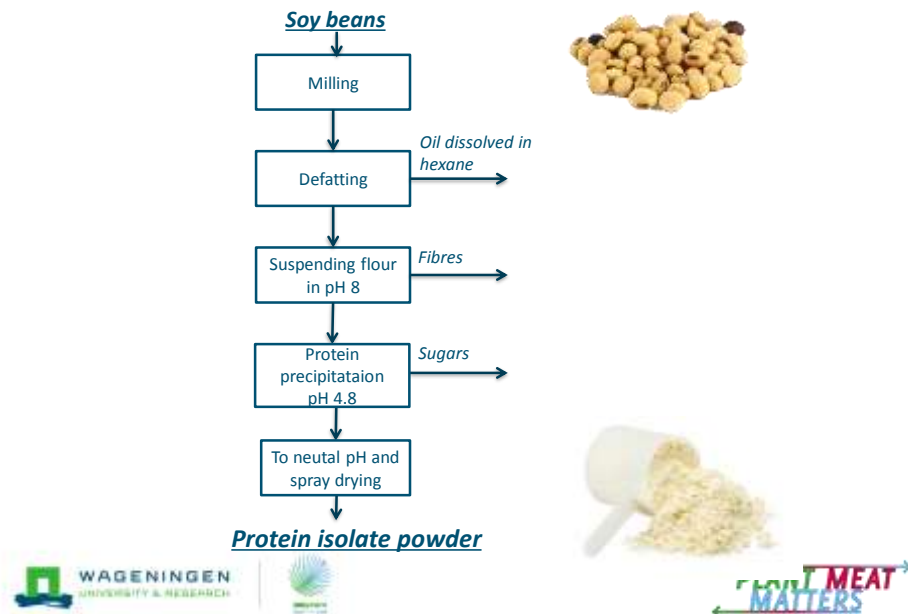 Soy beans
Milling
Oil dissolved in
hexane
Defatting
Suspending flour
in pH 8
Fibres
Protein
precipitataion
pH 4.8
Sugars
To neutal pH and
spray drying
Protein isolate powder
WAGENINGEN
UNIVERSITY & RESEARCH
PLANT MEAT
MATTERS